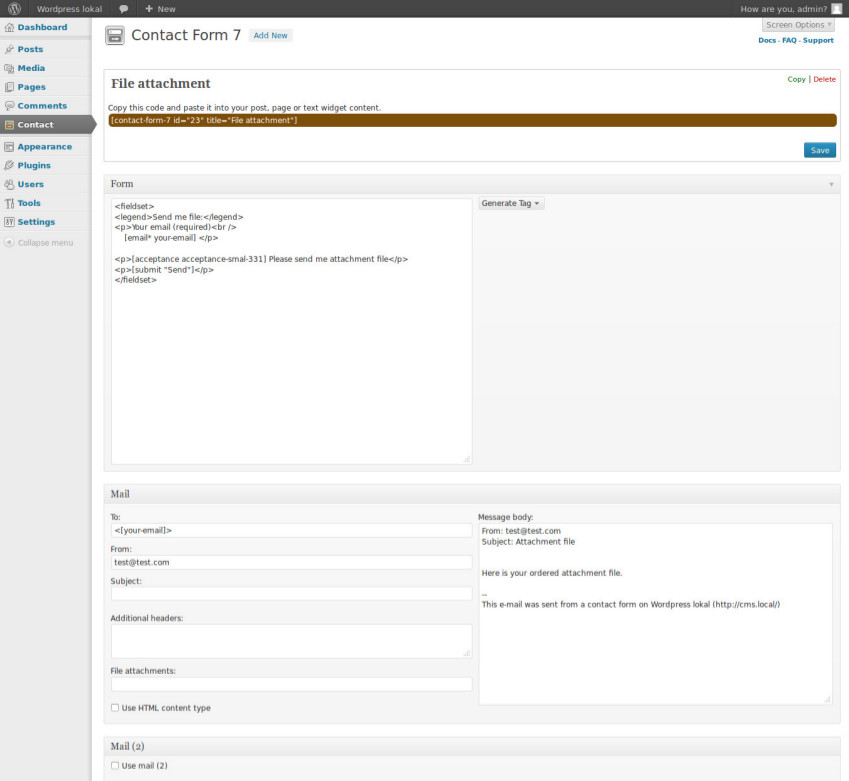 Wordpress lokal + New How are you, admin?
Screen Options
Docs - FAQ - Support
Dashboard
Posts
Media
Pages
Comments
Contact
Appearance
Plugins
Users
Tools
Settings
Collapse menu
Contact Form 7 Add New
File attachment
Copy | Delete
Copy this code and paste it into your post, page or text widget content.
[contact-form-7 id="23" title="File attachment"]
Save
Form
<fieldset>
<legend>Send me file:</legend>
<p>Your email (required)<br />
[email* your-email] </p>
<p>[acceptance acceptance-smal-331] Please send me attachment file</p>
<p>[submit "Send"]</p>
</fieldset>
Generate Tag
Mail
To:
<[your-email]>
From:
test@test.com
Subject:
Additional headers:
File attachments:
Use HTML content type
Message body:
From: test@test.com
Subject: Attachment file
Here is your ordered attachment file.
--
This e-mail was sent from a contact form on Wordpress lokal (http://cms.local/)
Mail (2)
Use mail (2)